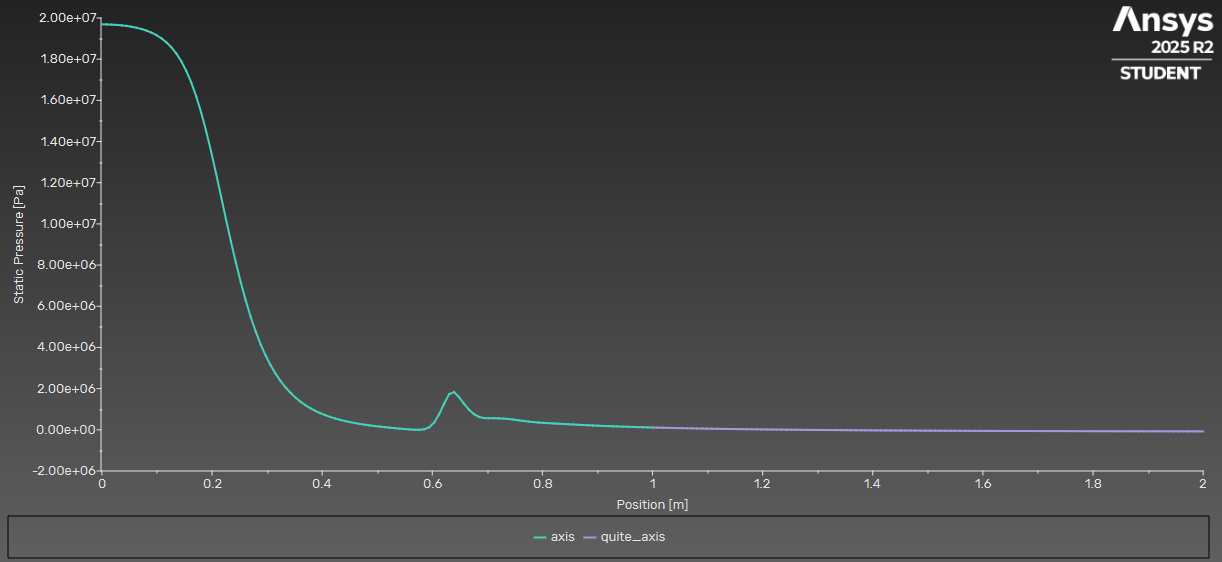 Ansys
2025 R2
STUDENT
2.00e+07
1.80e+07
1.60e+07
1.40e+07
1.20e+07
1.00e+07
8.00e+06
6.00e+06
4.00e+06
2.00e+06
0.00e+00
-2.00e+06
Static Pressure [Pa]
0 0.2 0.4 0.6 0.8 1 1.2 1.4 1.6 1.8 2
Position [m]
axis quite_axis